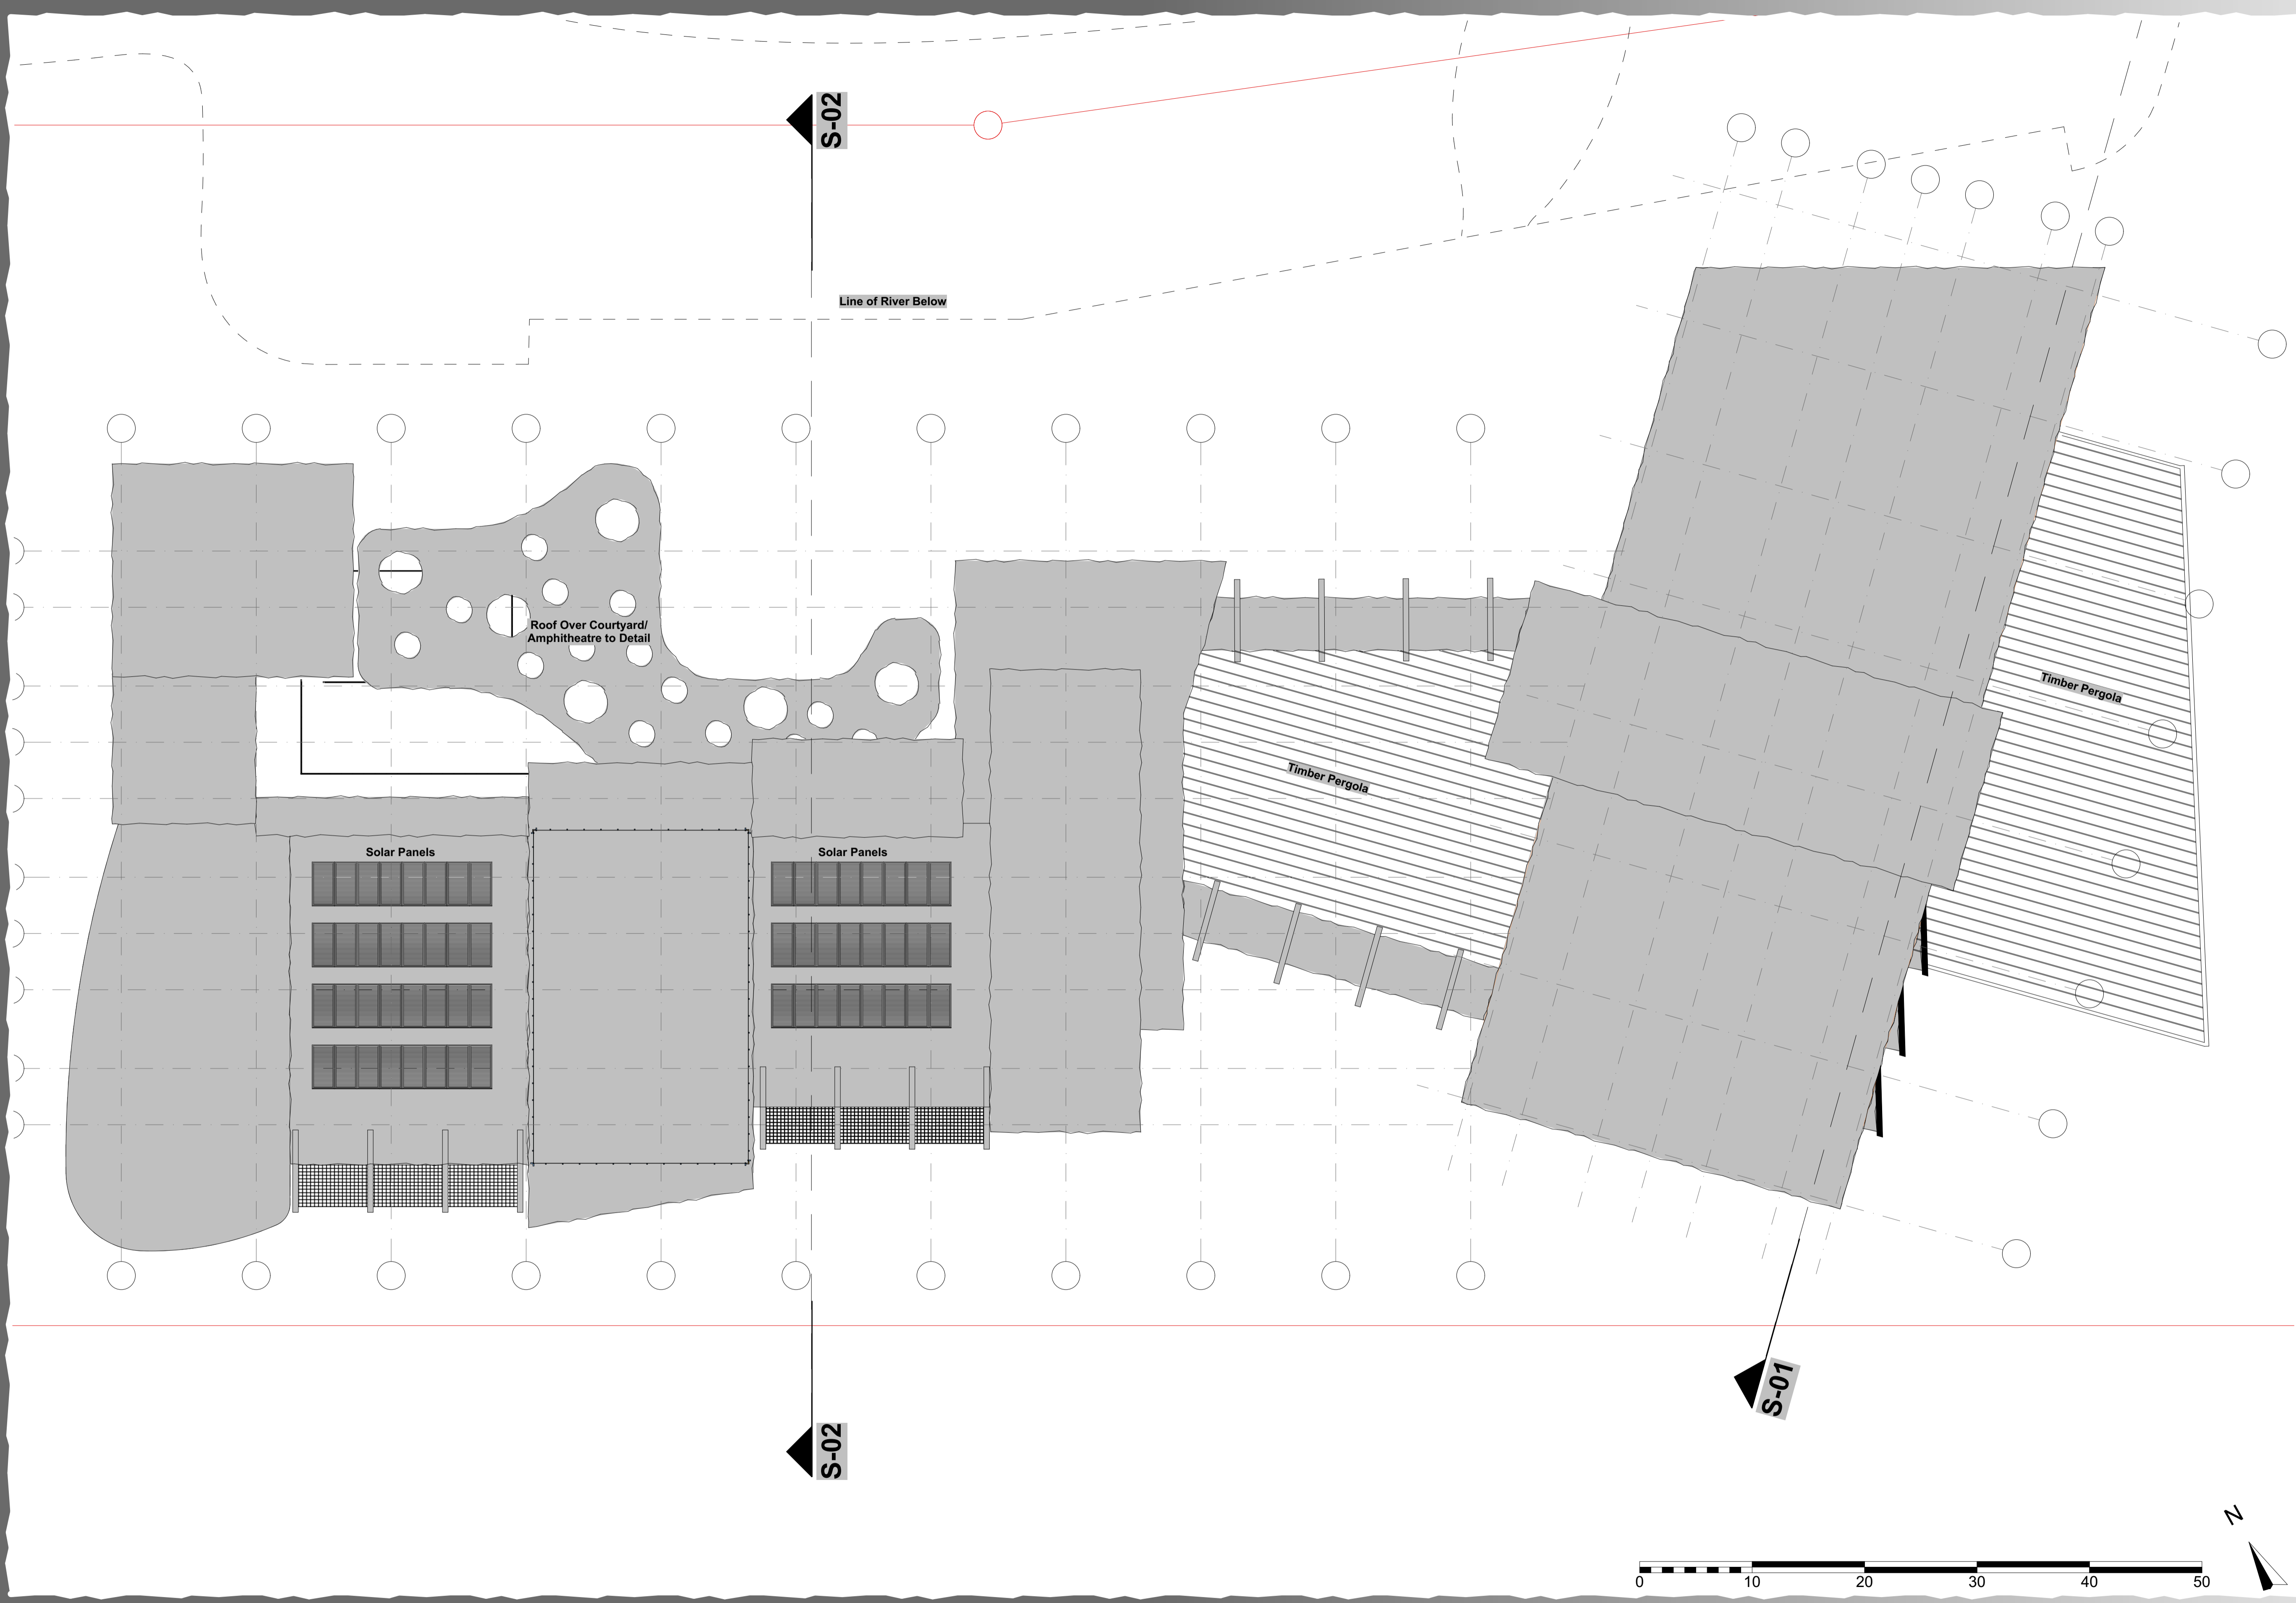 S-02
Line of River Below
Roof Over Courtyard/
Amphitheatre to Detail
Timber Pergola
Timber Pergola
Solar Panels
Solar Panels
S-01
S-02
N
0 10 20 30 40 50